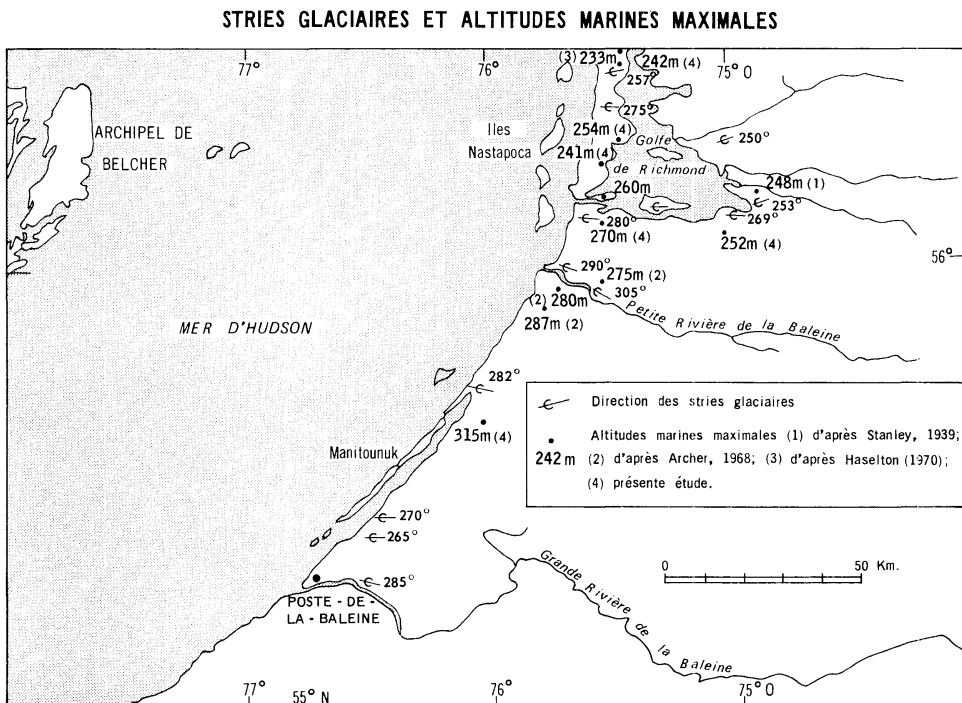 STRIES GLACIAIRES ET ALTITUDES MARINES MAXIMALES
77°
76°
75° O
(3) 233m
242m (4)
257°
275°
254m (4)
Golfe
250°
ARCHIPEL DE
BELCHER
Iles
Nastapoca
241m (4)
de Richmond
248m (1)
260m
253°
280°
269°
270m (4)
252m (4)
56°
290°
275m (2)
305°
(2) 280m
287m (2)
Petite Rivière de la Baleine
MER D'HUDSON
282°
315m (4)
Manitounuk
270°
265°
285°
POSTE - DE -
LA - BALEINE
Direction des stries glaciaires
Altitudes marines maximales (1) d'après Stanley, 1939;
242 m (2) d'après Archer, 1968; (3) d'après Haselton (1970);
(4) présente étude.
0 50 Km.
Grande Rivière de la Baleine
77°
55° N
76°
75° O